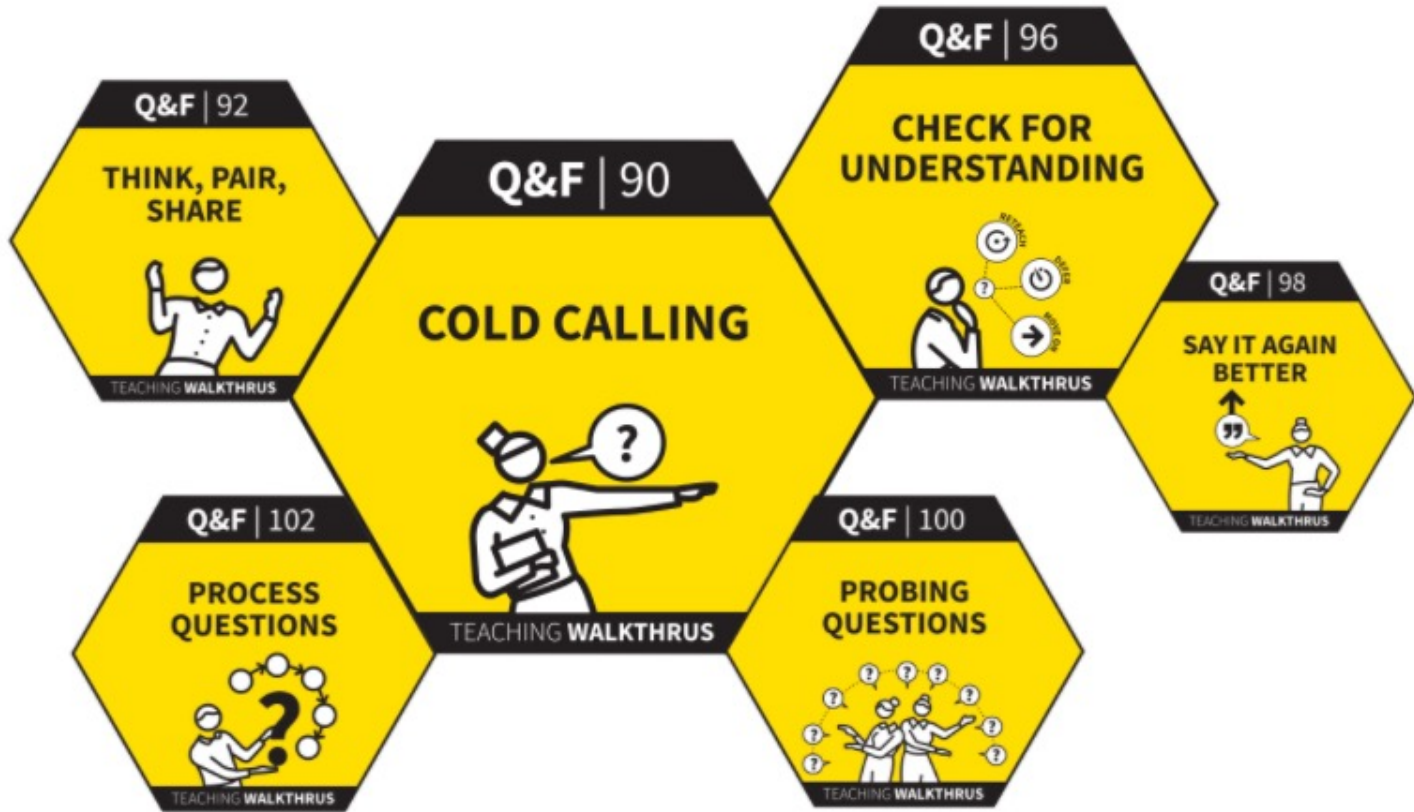 Q&F | 92
THINK, PAIR,
SHARE
TEACHING WALKTHRUS
Q&F | 90
COLD CALLING
?
TEACHING WALKTHRUS
Q&F | 96
CHECK FOR
UNDERSTANDING
RETEACH
?
DEFER
MOVE ON
TEACHING WALKTHRUS
Q&F | 98
SAY IT AGAIN
BETTER
”
TEACHING WALKTHRUS
Q&F | 102
PROCESS
QUESTIONS
?
TEACHING WALKTHRUS
Q&F | 100
PROBING
QUESTIONS
? ? ? ? ? ? ? ? ? ?
TEACHING WALKTHRUS